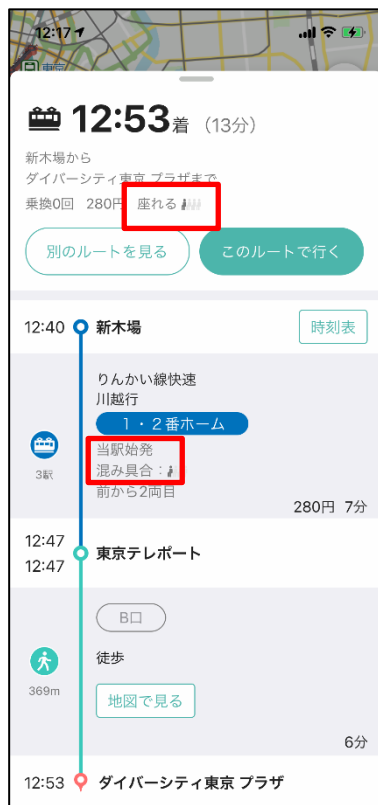 12:17
東京
12:53着 (13分)
新木場から
ダイバーシティ東京 プラザまで
乗換0回 280円 座れる
別のルートを見る
このルートで行く
12:40 新木場
時刻表
りんかい線快速
川越行
1・2番ホーム
当駅始発
混み具合:
3駅
前から2両目
280円 7分
12:47
12:47
東京テレポート
B口
徒歩
369m
地図で見る
6分
12:53 ダイバーシティ東京 プラザ